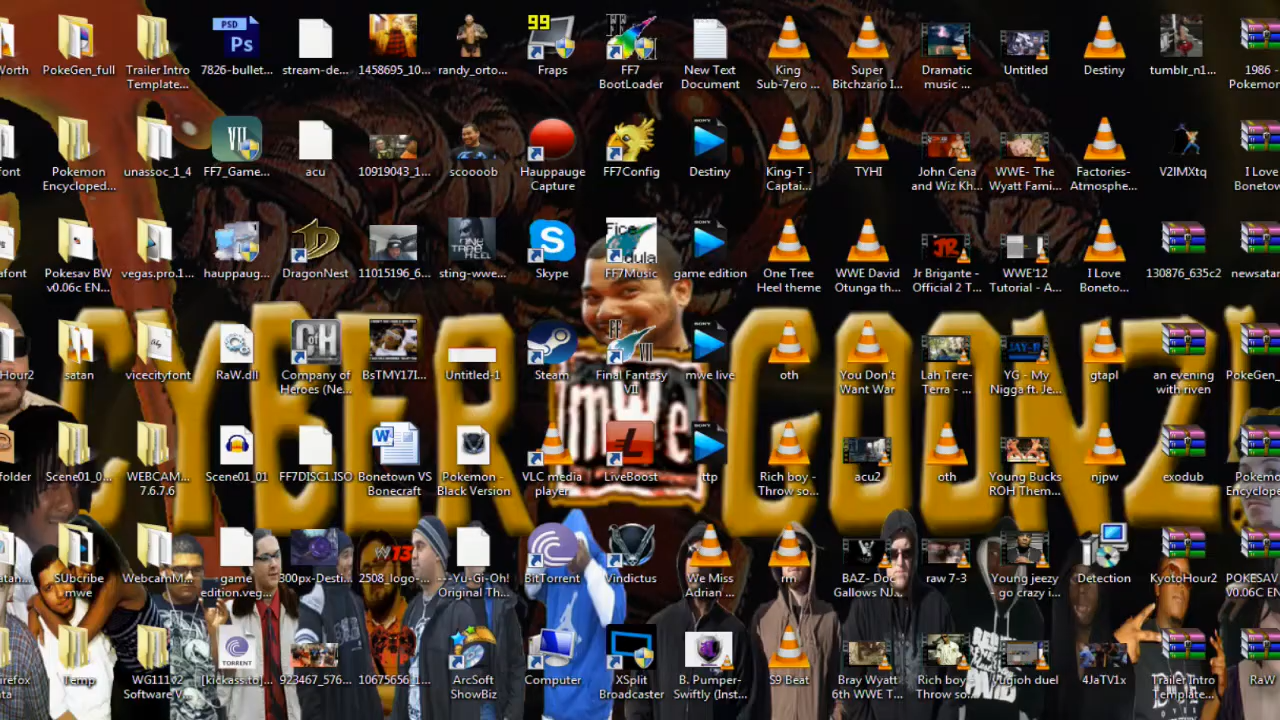 99
PSD
Ps
Worth
PokeGen_full
Trailer Intro
Template...
7826-bullet...
stream-de...
1458695_10...
randy_orto...
Fraps
FF7
BootLoader
New Text
Document
King
Sub-7ero ...
Super
Bitchzario I...
Dramatic
music ...
Untitled
Destiny
tumblr_n1...
1986 -
Pokemon
VII
SONY
font
Pokemon
Encycloped...
unassoc_1_4
FF7_Game...
acu
10919043_1...
scoooob
Hauppauge
Capture
FF7Config
Destiny
King-T -
Captai...
TYHI
John Cena
and Wiz Kh...
WWE- The
Wyatt Fami...
Factories-
Atmosphe...
V2IMXtq
I Love
Bonetow
SONY
afont
Pokesav BW
v0.06c EN...
vegas.pro.1...
hauppaug...
DragonNest
11015196_6...
sting-wwe...
Skype
FF7Music
game edition
One Tree
Heel theme
WWE David
Otunga th...
Jr Brigante -
Official 2 T...
WWE'12
Tutorial - A...
I Love
Boneto...
130876_635c2
newsatan
CYBER GOONZ
SONY
Hour2
satan
vicecityfont
RaW.dll
Company of
Heroes (Ne...
BsTMY17I...
Untitled-1
Steam
Final Fantasy
VII
mwe live
oth
You Don't
Want War
Lah Tere-
Terra - ...
YG - My
Nigga ft. Je...
gtapl
an evening
with riven
PokeGen_
mwe
SONY
folder
Scene01_0...
WEBCAM...
7.6.7.6
Scene01_01
FF7DISC1.ISO
Bonetown VS
Bonecraft
Pokemon -
Black Version
VLC media
player
LiveBoost
ttp
Rich boy -
Throw so...
acu2
oth
Young Bucks
ROH Them...
njpw
exodub
Pokemo
Encyclope
SUbcribe
mwe
WebcamM...
game
edition.veg...
300px-Desti...
2508_logo-...
---Yu-Gi-Oh!
Original Th...
BitTorrent
Vindictus
We Miss
Adrian ...
rm
BAZ- Doc
Gallows NJ...
raw 7-3
Young jeezy
- go crazy i...
Detection
KyotoHour2
POKESAV
V0.06C EN
TORRENT
Temp
WG111v2
Software V...
[kickass.to]...
923467_576...
10675656_1...
ArcSoft
ShowBiz
Computer
XSplit
Broadcaster
B. Pumper-
Swiftly (Inst...
S9 Beat
Bray Wyatt
6th WWE T...
Rich boy -
Throw so...
yugioh duel
4JaTV1x
Trailer Intro
Template...
RaW